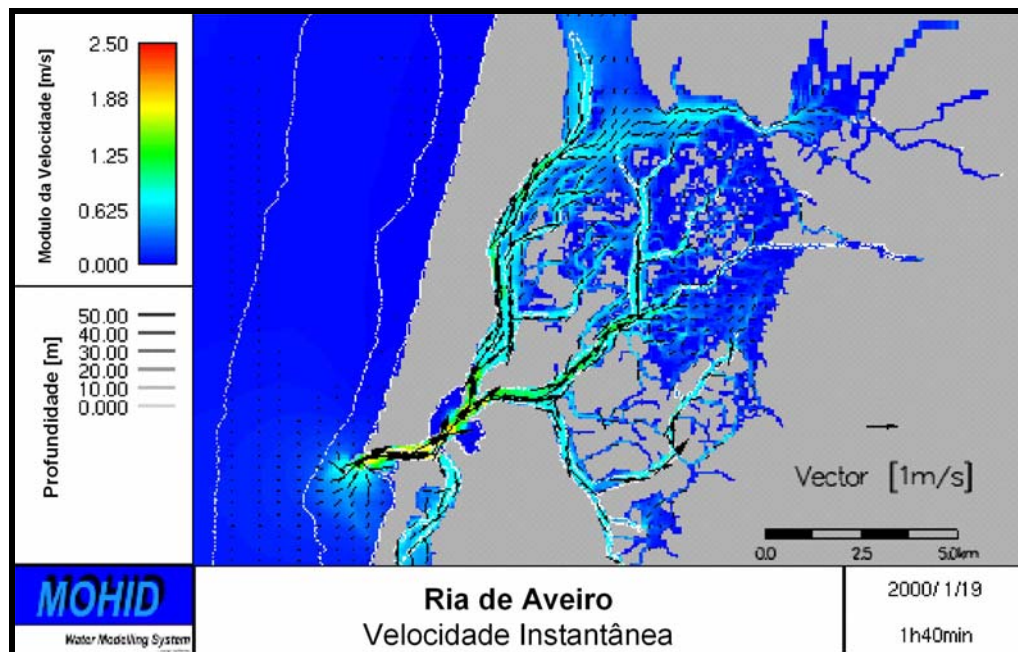 2.50
1.88
1.25
0.625
0.000
Modulo da Velocidade [m/s]
50.00
40.00
30.00
20.00
10.00
0.000
Profundidade [m]
Vector [1m/s]
0.0 2.5 5.0km
MOHID
Water Modelling System
Ria de Aveiro
Velocidade Instantânea
2000/ 1/19
1h40min